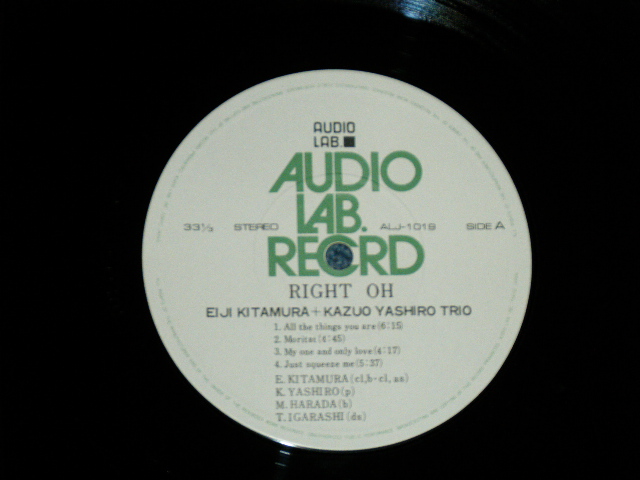 AUDIO
LAB.
AUDIO
LAB.
RECORD
33⅓ STEREO ALJ-1019 SIDE A
RIGHT OH
EIJI KITAMURA + KAZUO YASHIRO TRIO
1. All the things you are (6:15)
2. Moritat (4:45)
3. My one and only love (4:17)
4. Just squeeze me (5:37)
E. KITAMURA (cl, b-cl, as)
K. YASHIRO (p)
M. HARADA (b)
T. IGARASHI (ds)